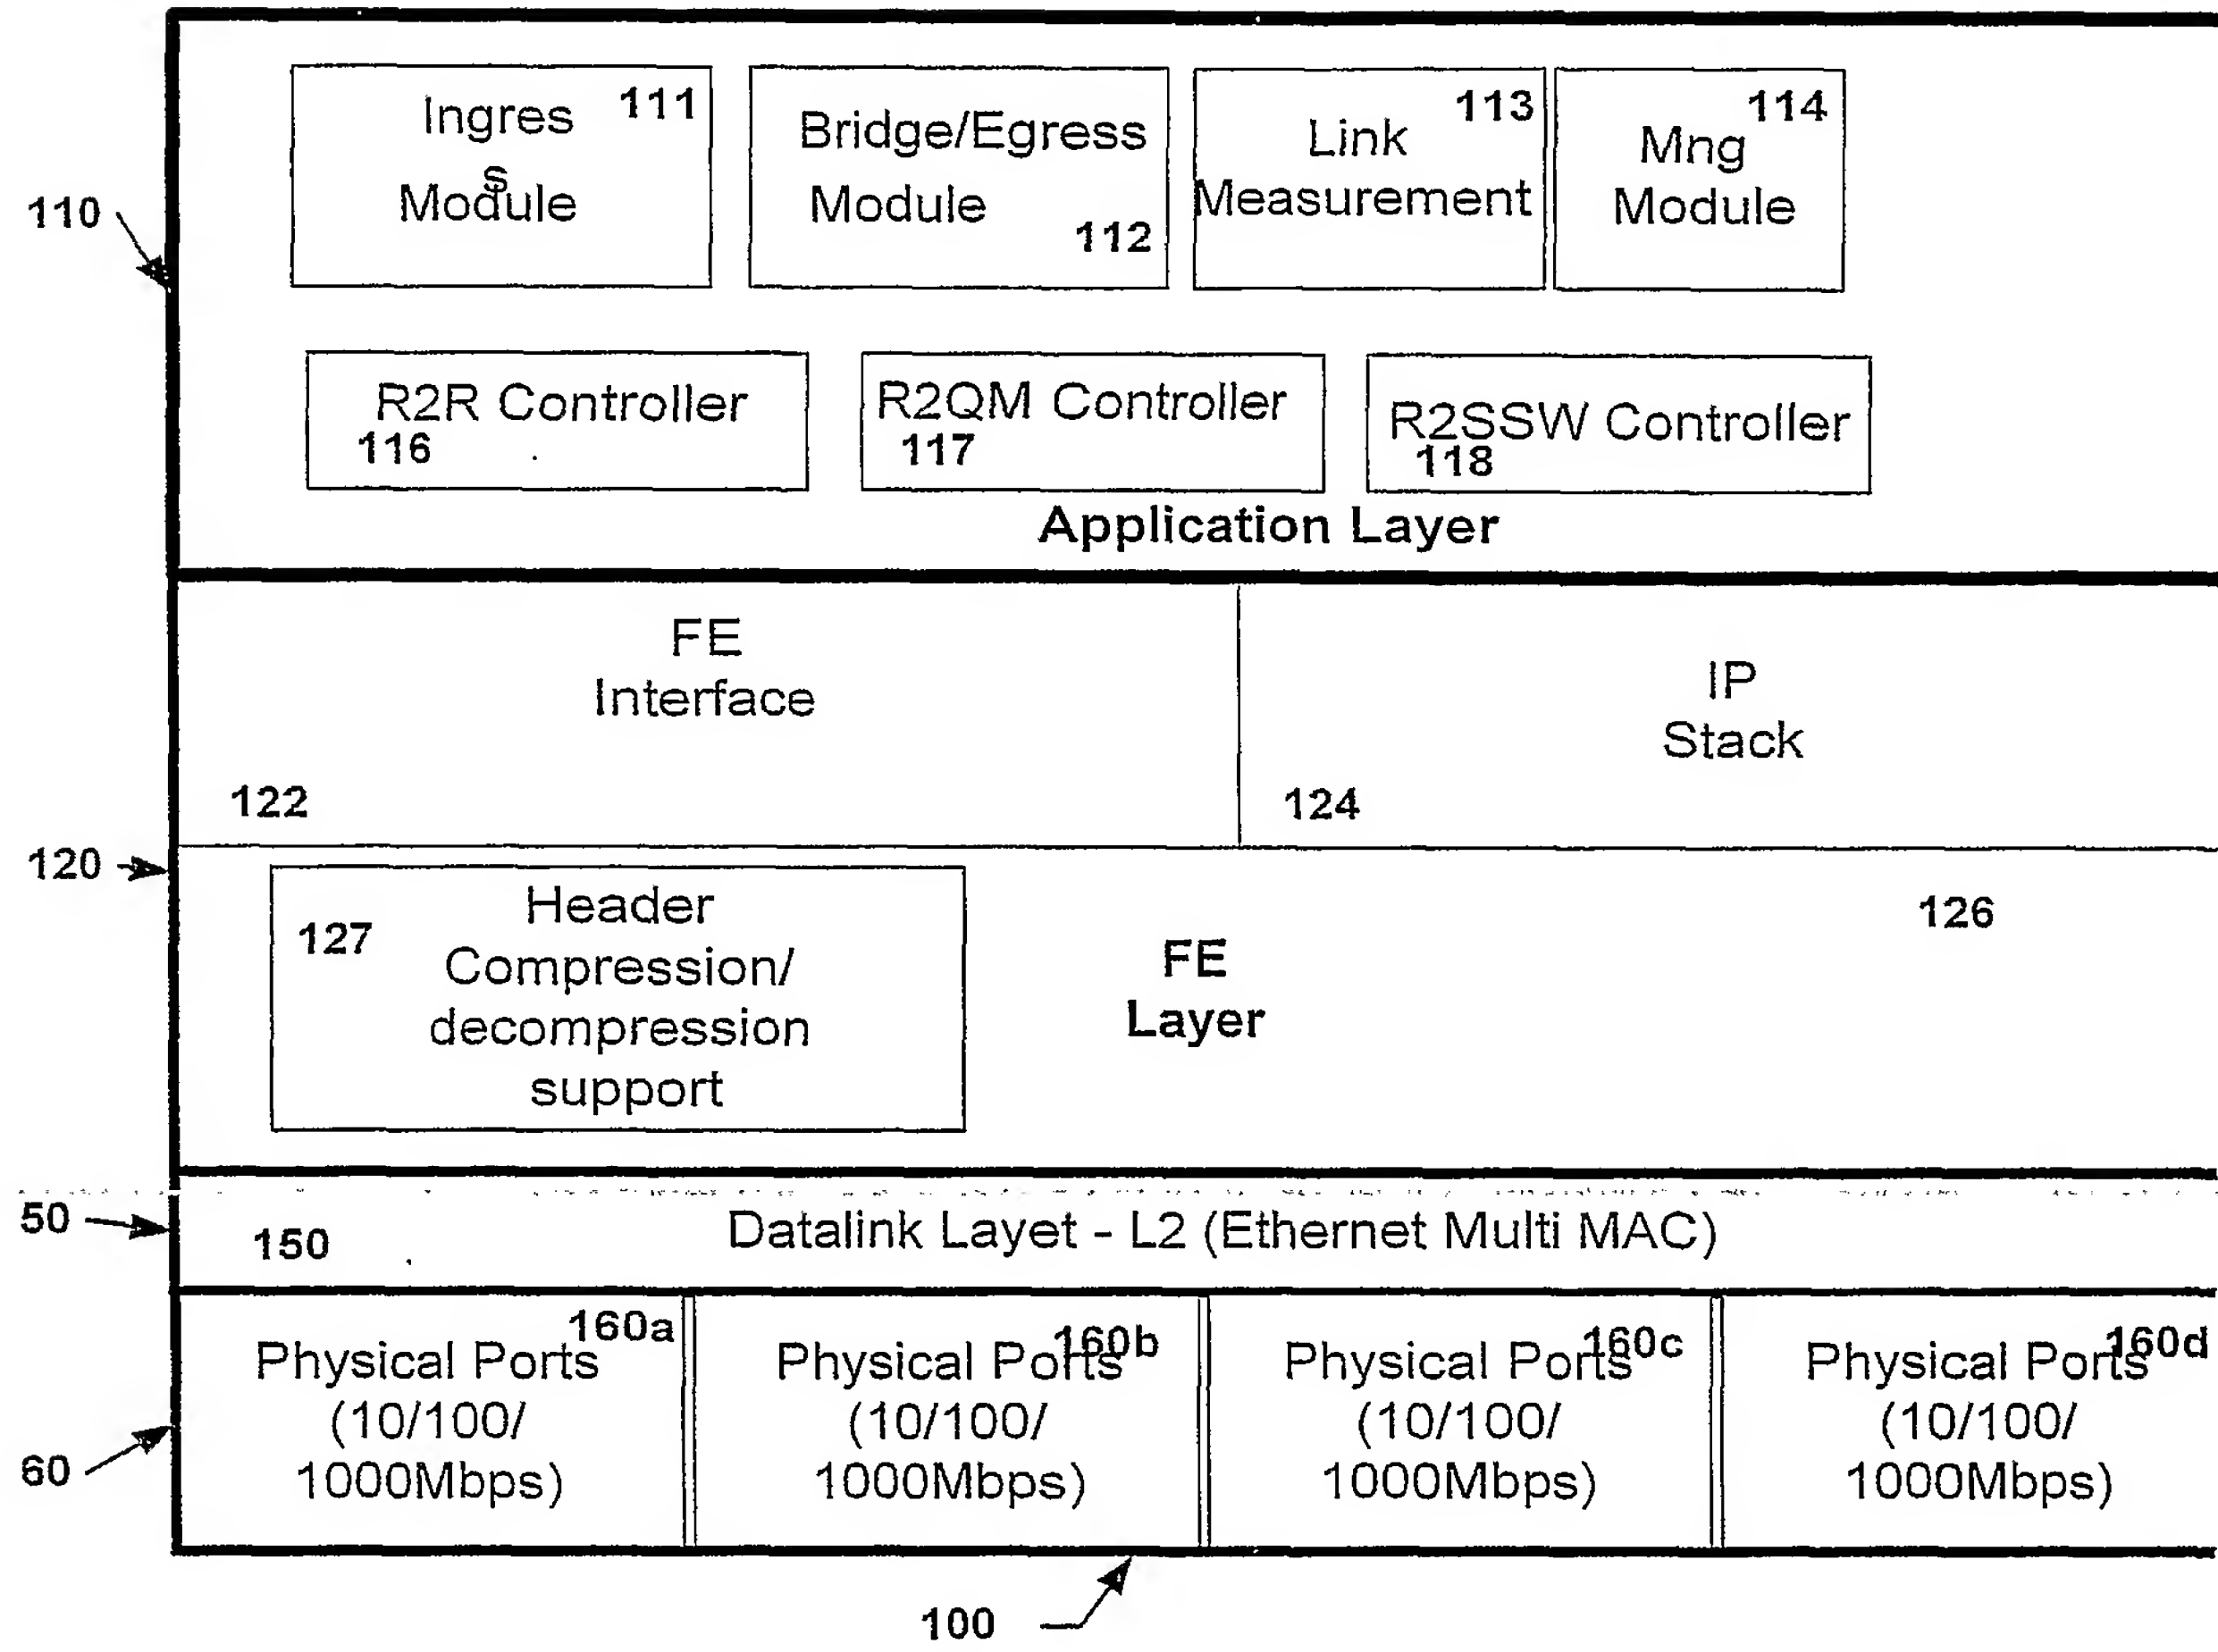 Ingres 111
s
Module
Bridge/Egress
Module
112
113
Link
Measurement
114
Mng
Module
110
R2R Controller
116
R2QM Controller
117
R2SSW Controller
118
Application Layer
FE
Interface
122
IP
Stack
124
120
127
Header
Compression/
decompression
support
FE
Layer
126
50
150
Datalink Layet - L2 (Ethernet Multi MAC)
160a
Physical Ports
(10/100/
1000Mbps)
160b
Physical Ports
(10/100/
1000Mbps)
160c
Physical Ports
(10/100/
1000Mbps)
160d
Physical Ports
(10/100/
1000Mbps)
60
100